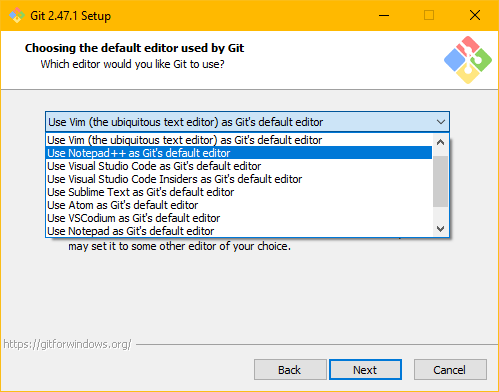 Git 2.47.1 Setup
Choosing the default editor used by Git
Which editor would you like Git to use?
Use Vim (the ubiquitous text editor) as Git's default editor
Use Vim (the ubiquitous text editor) as Git's default editor
Use Notepad++ as Git's default editor
Use Visual Studio Code as Git's default editor
Use Visual Studio Code Insiders as Git's default editor
Use Sublime Text as Git's default editor
Use Atom as Git's default editor
Use VSCodium as Git's default editor
Use Notepad as Git's default editor
may set it to some other editor of your choice.
https://gitforwindows.org/
Back
Next
Cancel